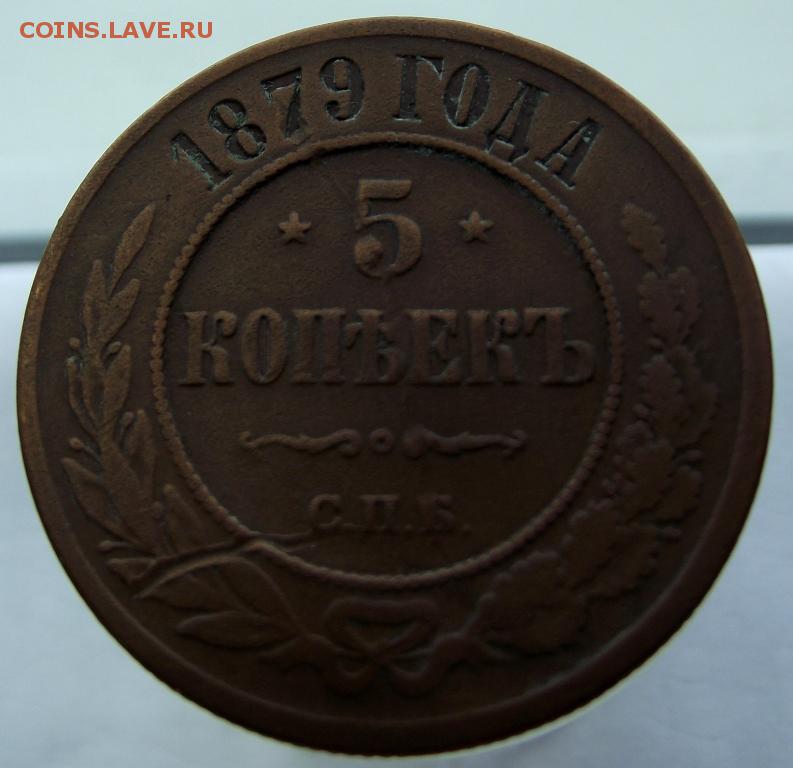 COINS.LAVE.RU
1879 ГОДА
5
КОПѢЕКЪ
С.П.Б.